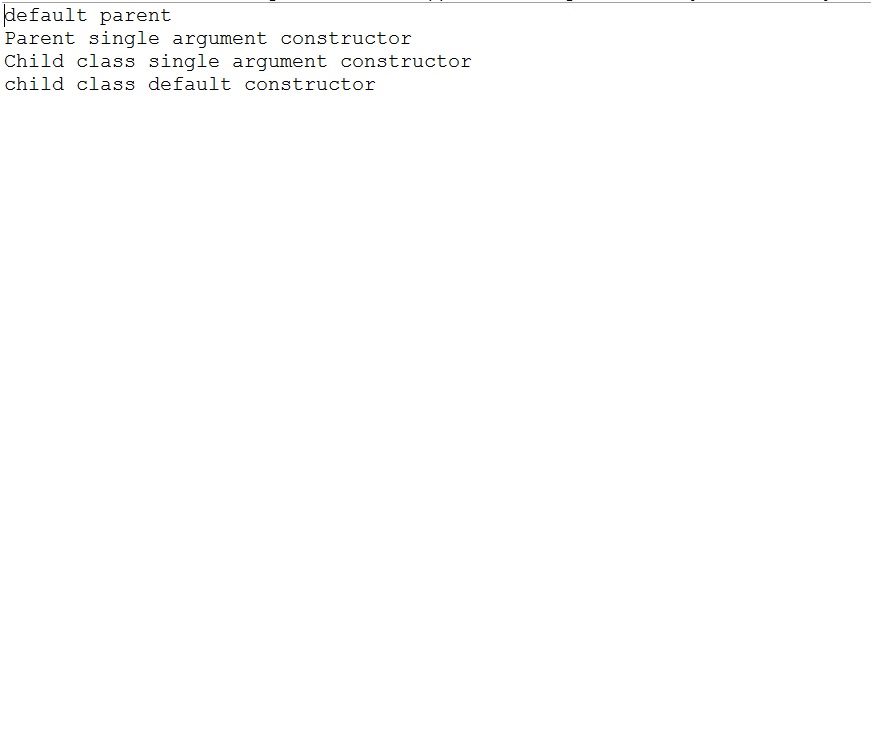 default parent
Parent single argument constructor
Child class single argument constructor
child class default constructor